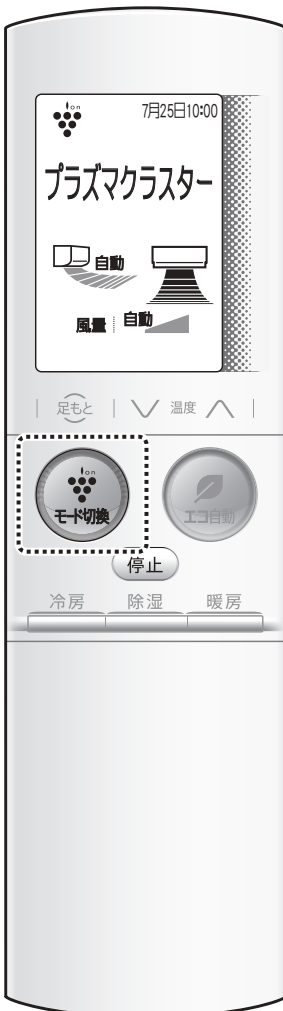 ion
7月25日10:00
プラズマクラスター
自動
風量 自動
足もと 温度
ion
モード切換 エコ自動
停止
冷房 除湿 暖房